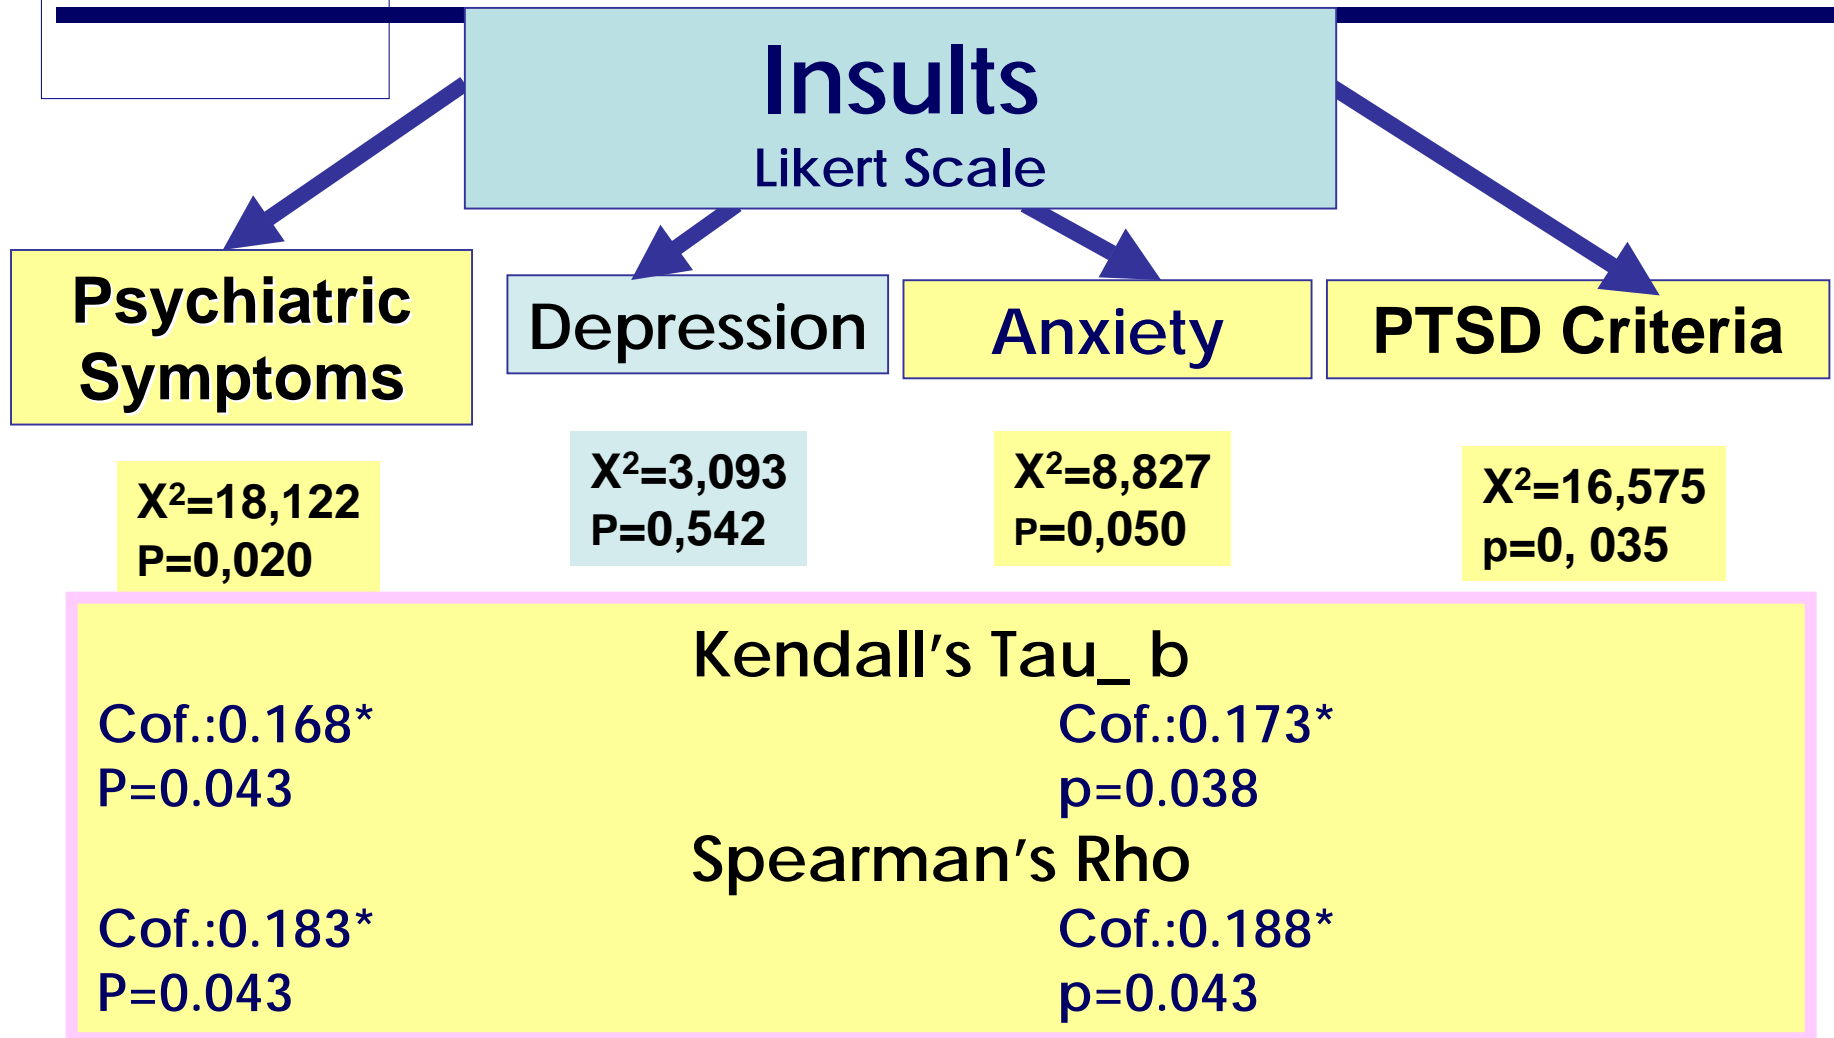 Insults
Likert Scale
Psychiatric
Symptoms
Depression
Anxiety
PTSD Criteria
X²=18,122
P=0,020
X²=3,093
P=0,542
X²=8,827
P=0,050
X²=16,575
p=0, 035
Kendall's Tau_ b
Cof.:0.168* Cof.:0.173*
P=0.043 p=0.038
Spearman's Rho
Cof.:0.183* Cof.:0.188*
P=0.043 p=0.043